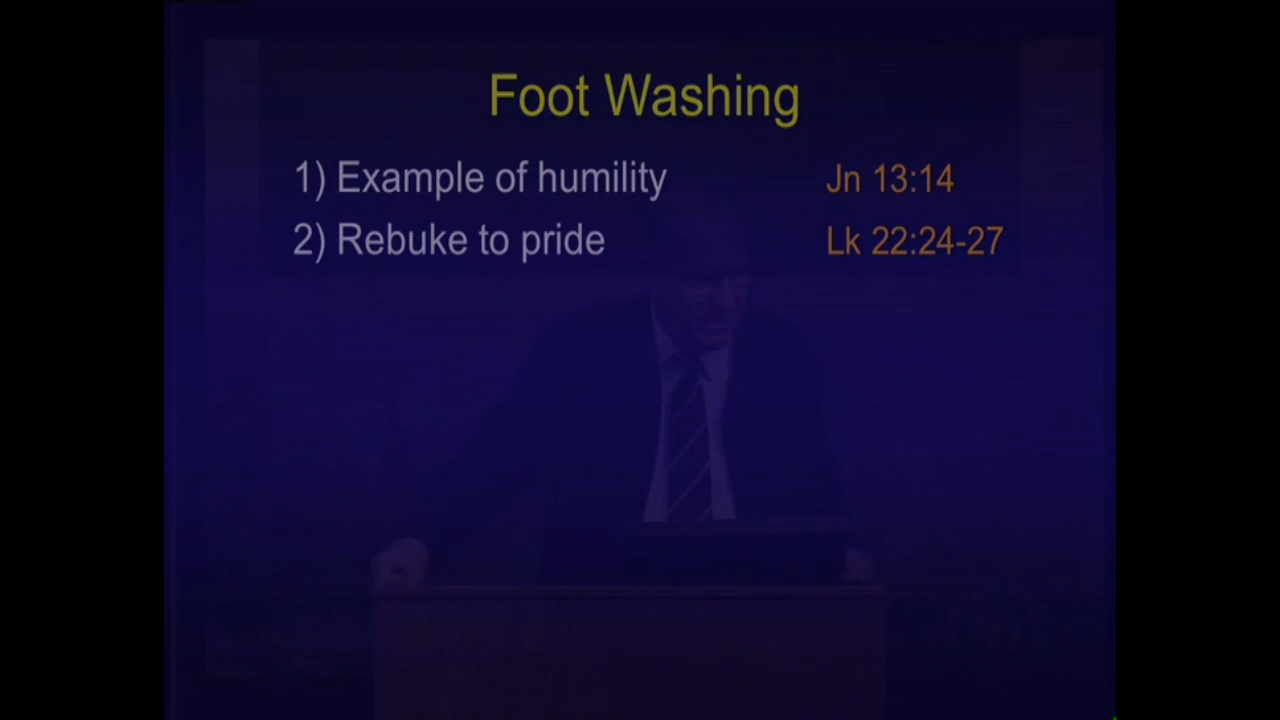 Foot Washing
1) Example of humility Jn 13:14
2) Rebuke to pride Lk 22:24-27